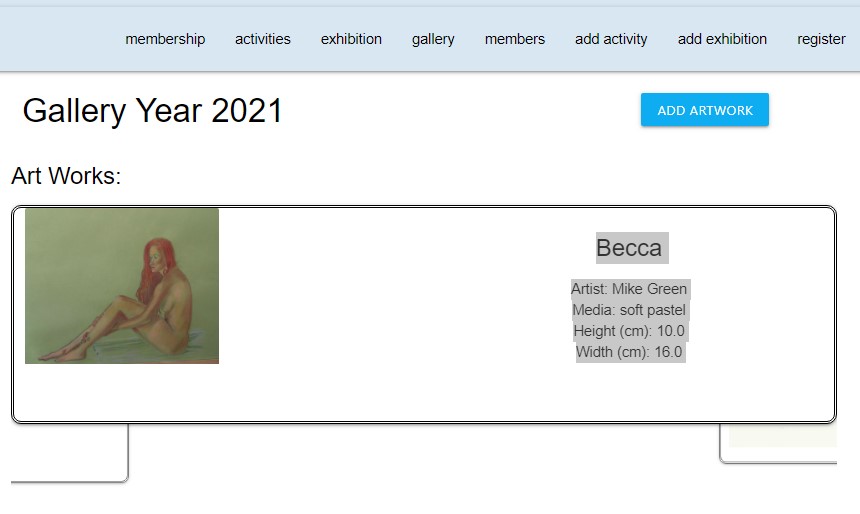 membership activities exhibition gallery members add activity add exhibition register
Gallery Year 2021
ADD ARTWORK
Art Works:
Becca
Artist: Mike Green
Media: soft pastel
Height (cm): 10.0
Width (cm): 16.0